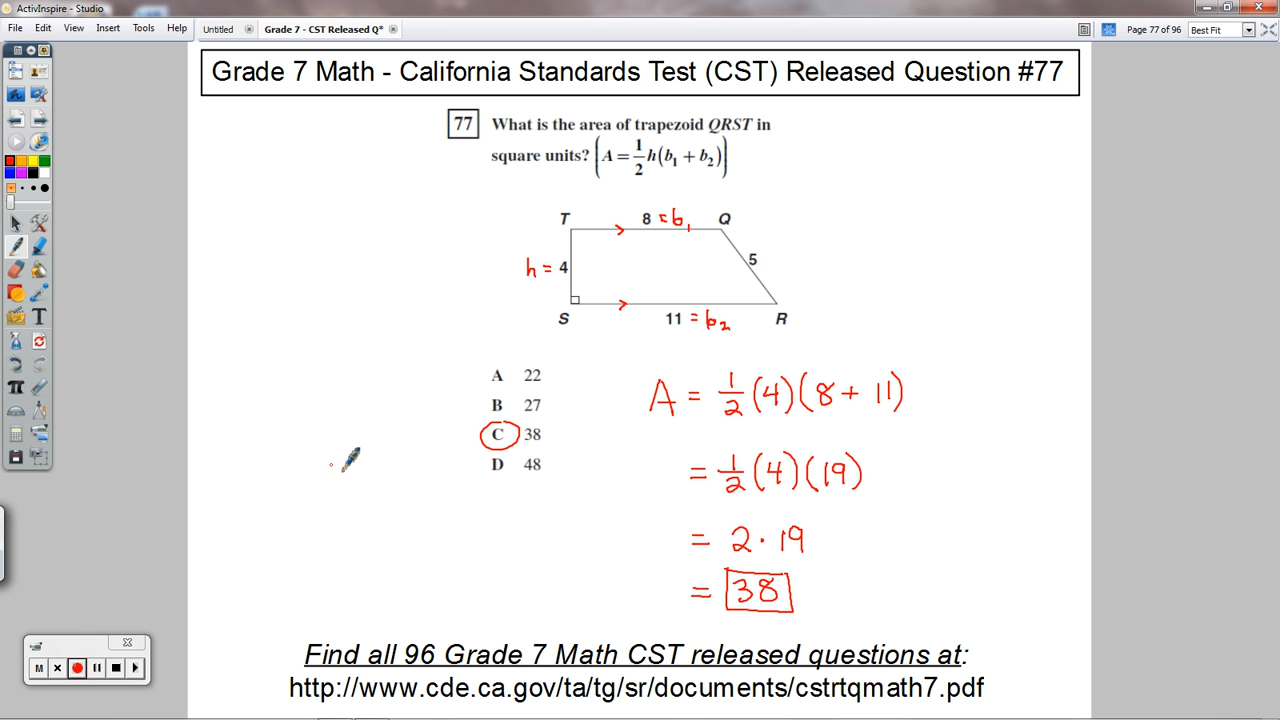 ActivInspire - Studio
File Edit View Insert Tools Help
Untitled
Grade 7 - CST Released Q*
Page 77 of 96
Best Fit
Grade 7 Math - California Standards Test (CST) Released Question #77
77 What is the area of trapezoid QRST in
square units? (A = 1/2 h(b₁ + b₂))
T 8 = b₁ Q
h = 4
5
S 11 = b₂ R
A 22
B 27
C 38
D 48
A = 1/2 (4)(8 + 11)
= 1/2 (4)(19)
= 2 · 19
= 38
M
Find all 96 Grade 7 Math CST released questions at:
http://www.cde.ca.gov/ta/tg/sr/documents/cstrtqmath7.pdf